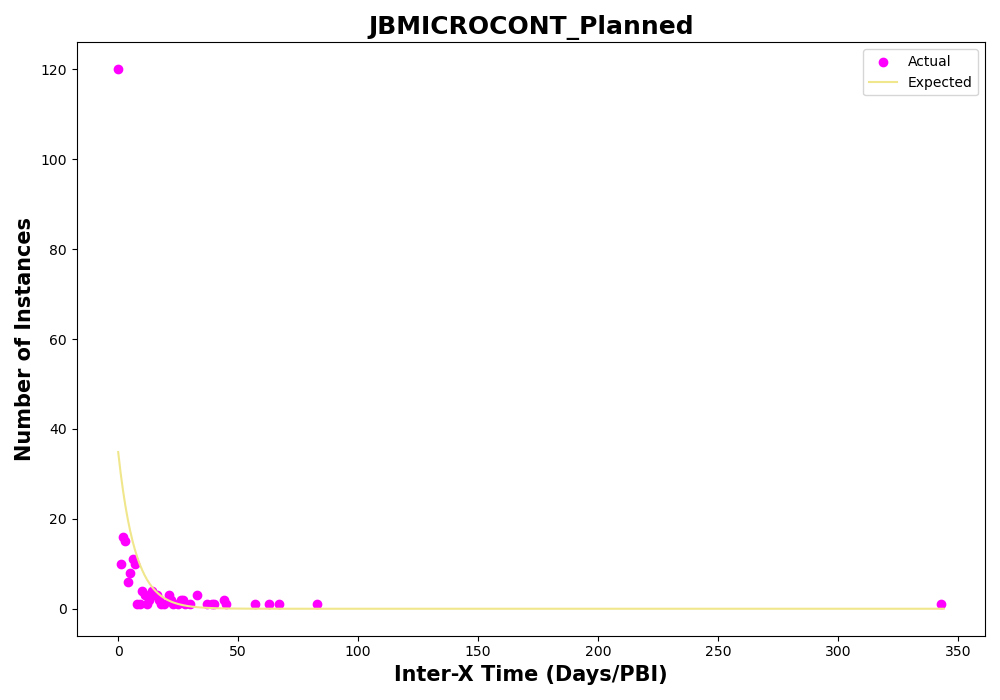 JBMICROCONT_Planned
Actual
Expected
Number of Instances
120
100
80
60
40
20
0
0 50 100 150 200 250 300 350
Inter-X Time (Days/PBI)